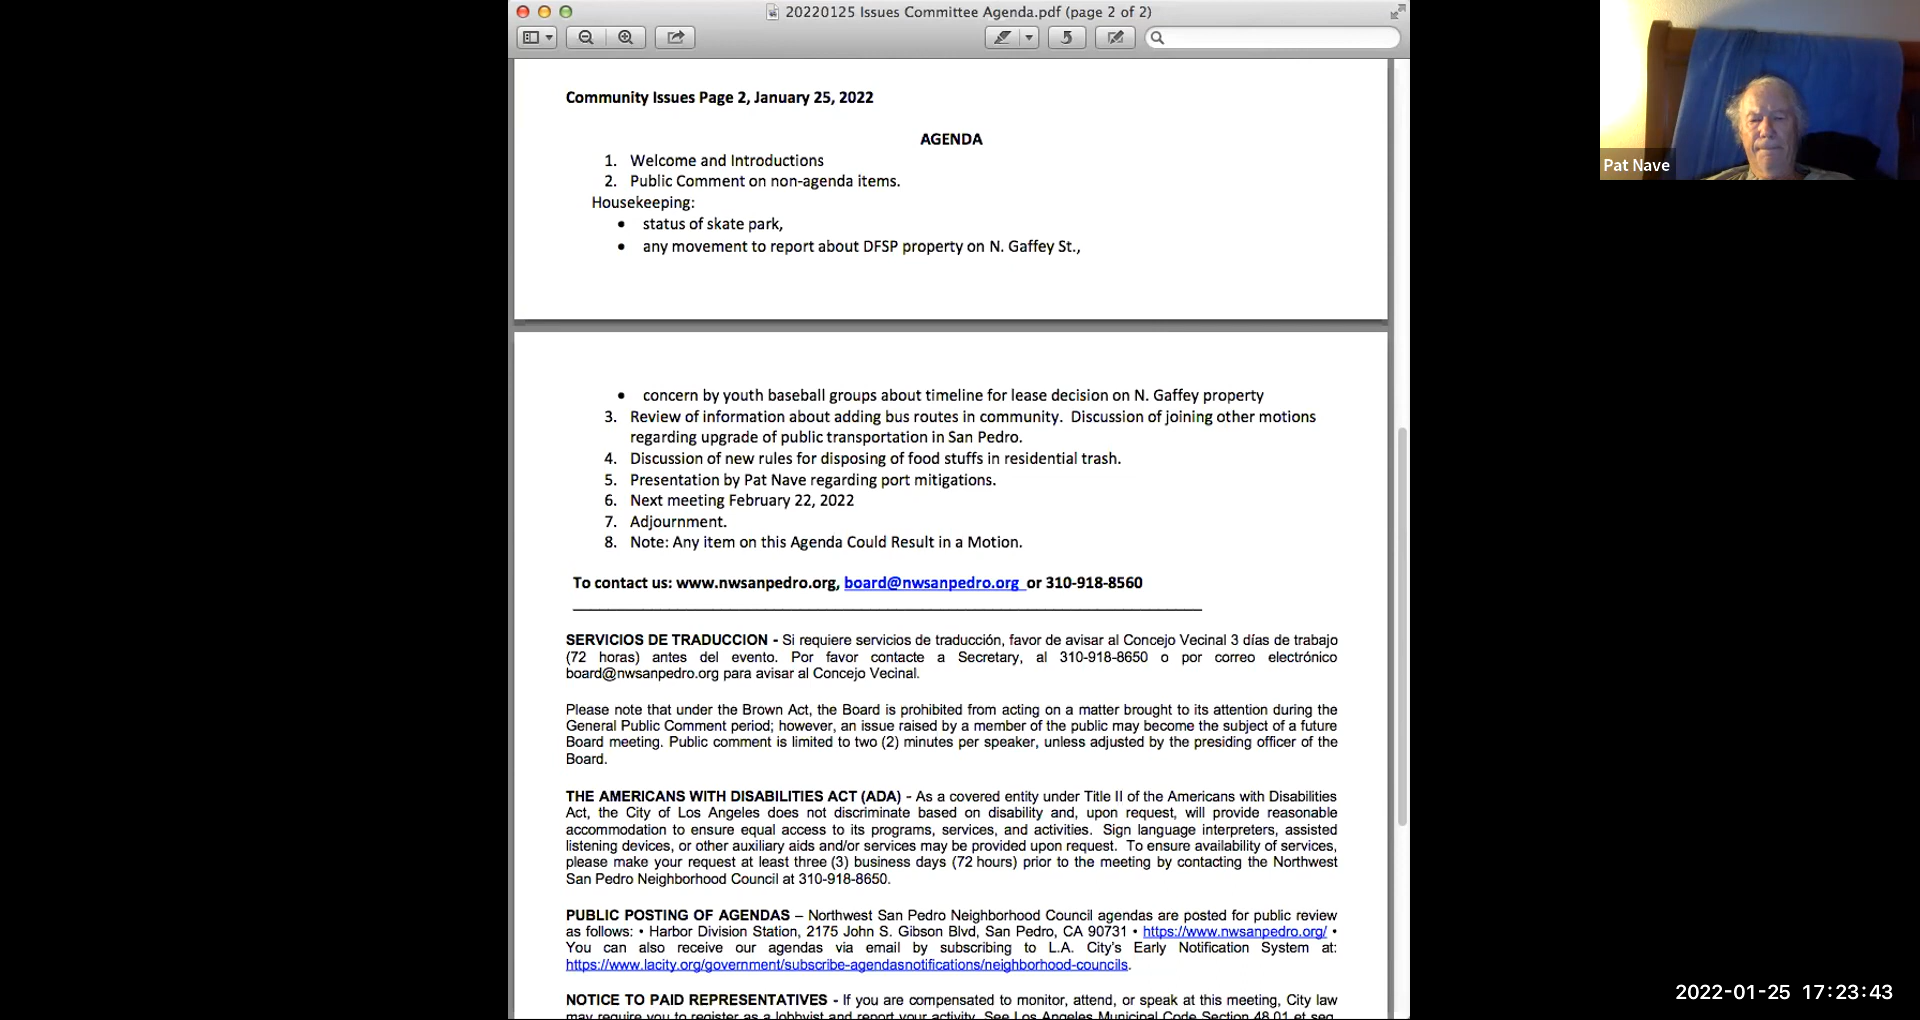 20220125 Issues Committee Agenda.pdf (page 2 of 2)
Community Issues Page 2, January 25, 2022
AGENDA
1. Welcome and Introductions
2. Public Comment on non-agenda items.
Housekeeping:
• status of skate park,
• any movement to report about DFSP property on N. Gaffey St.,
• concern by youth baseball groups about timeline for lease decision on N. Gaffey property
3. Review of information about adding bus routes in community. Discussion of joining other motions
regarding upgrade of public transportation in San Pedro.
4. Discussion of new rules for disposing of food stuffs in residential trash.
5. Presentation by Pat Nave regarding port mitigations.
6. Next meeting February 22, 2022
7. Adjournment.
8. Note: Any item on this Agenda Could Result in a Motion.
To contact us: www.nwsanpedro.org, board@nwsanpedro.org or 310-918-8560
SERVICIOS DE TRADUCCION - Si requiere servicios de traducción, favor de avisar al Concejo Vecinal 3 días de trabajo
(72 horas) antes del evento. Por favor contacte a Secretary, al 310-918-8650 o por correo electrónico
board@nwsanpedro.org para avisar al Concejo Vecinal.
Please note that under the Brown Act, the Board is prohibited from acting on a matter brought to its attention during the
General Public Comment period; however, an issue raised by a member of the public may become the subject of a future
Board meeting. Public comment is limited to two (2) minutes per speaker, unless adjusted by the presiding officer of the
Board.
THE AMERICANS WITH DISABILITIES ACT (ADA) - As a covered entity under Title II of the Americans with Disabilities
Act, the City of Los Angeles does not discriminate based on disability and, upon request, will provide reasonable
accommodation to ensure equal access to its programs, services, and activities. Sign language interpreters, assisted
listening devices, or other auxiliary aids and/or services may be provided upon request. To ensure availability of services,
please make your request at least three (3) business days (72 hours) prior to the meeting by contacting the Northwest
San Pedro Neighborhood Council at 310-918-8650.
PUBLIC POSTING OF AGENDAS – Northwest San Pedro Neighborhood Council agendas are posted for public review
as follows: • Harbor Division Station, 2175 John S. Gibson Blvd, San Pedro, CA 90731 • https://www.nwsanpedro.org/ •
You can also receive our agendas via email by subscribing to L.A. City's Early Notification System at:
https://www.lacity.org/government/subscribe-agendasnotifications/neighborhood-councils.
NOTICE TO PAID REPRESENTATIVES - If you are compensated to monitor, attend, or speak at this meeting, City law
may require you to register as a lobbyist and report your activity. See Los Angeles Municipal Code Section 48.01 et seq.
Pat Nave
2022-01-25 17:23:43